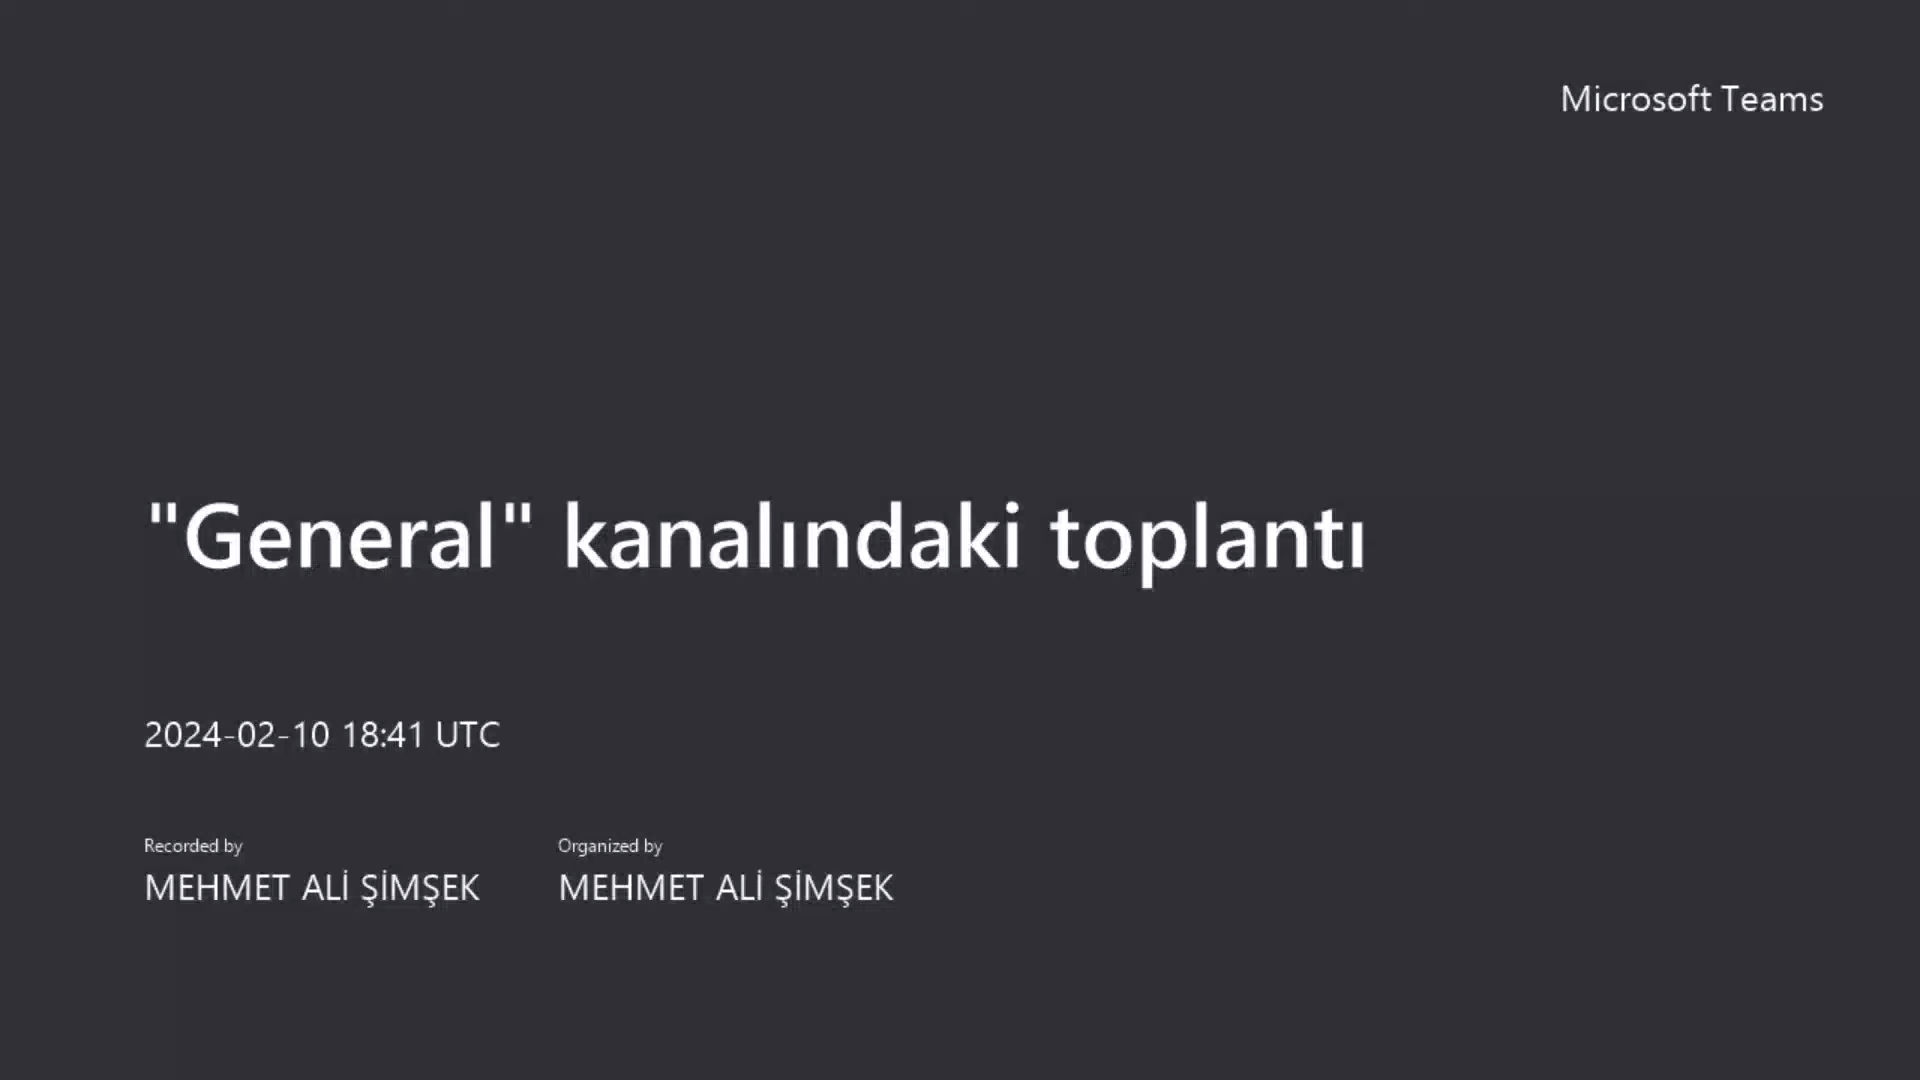 Microsoft Teams
"General" kanalındaki toplantı
2024-02-10 18:41 UTC
Recorded by
MEHMET ALİ ŞİMŞEK
Organized by
MEHMET ALİ ŞİMŞEK